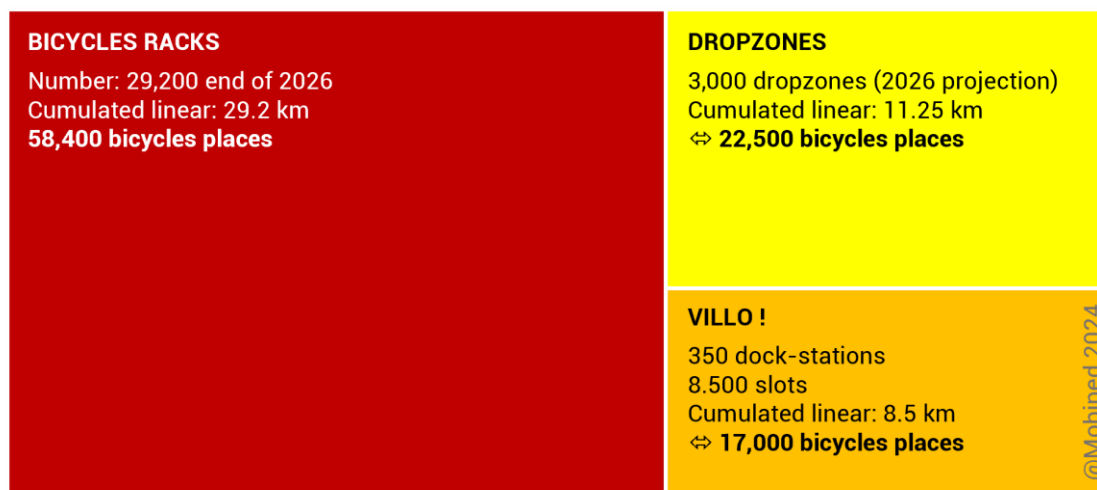 BICYCLES RACKS
Number: 29,200 end of 2026
Cumulated linear: 29.2 km
58,400 bicycles places
DROPZONES
3,000 dropzones (2026 projection)
Cumulated linear: 11.25 km
⇔ 22,500 bicycles places
VILLO !
350 dock-stations
8.500 slots
Cumulated linear: 8.5 km
⇔ 17,000 bicycles places
@Mobiped 2024